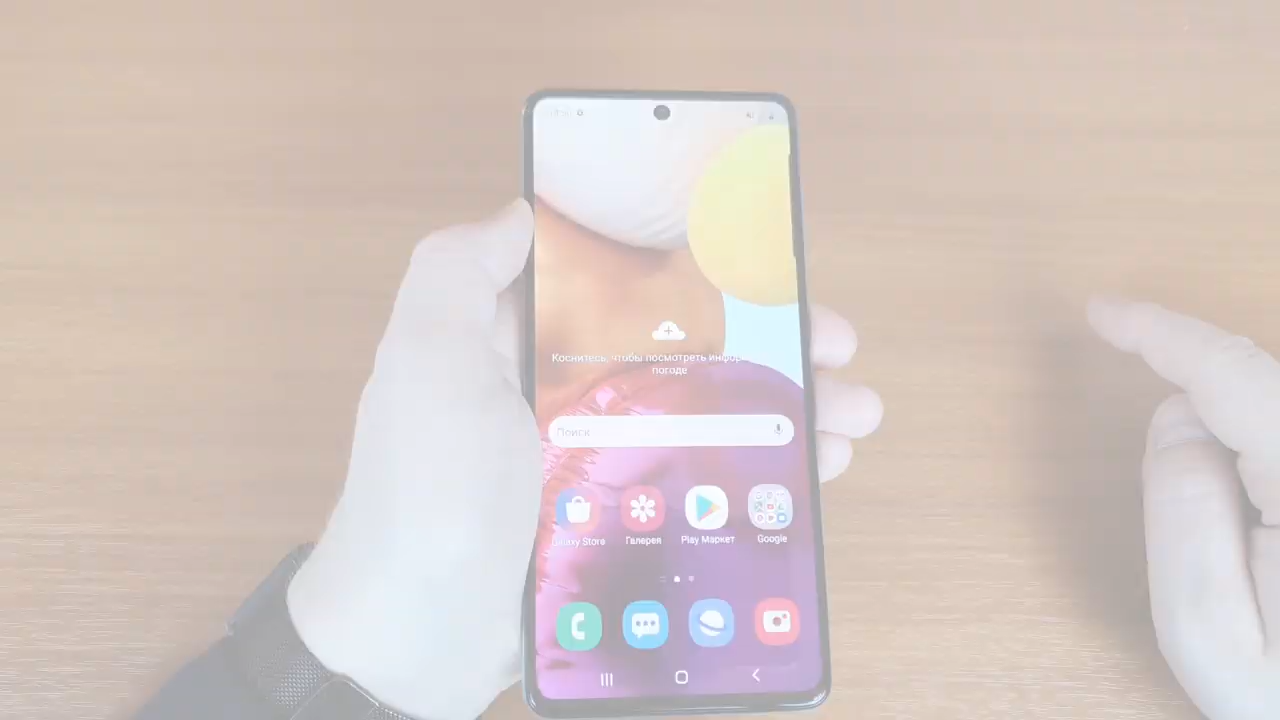 Коснитесь, чтобы посмотреть инфор
погоде
Поиск
Galaxy Store Галерея Play Маркет Google